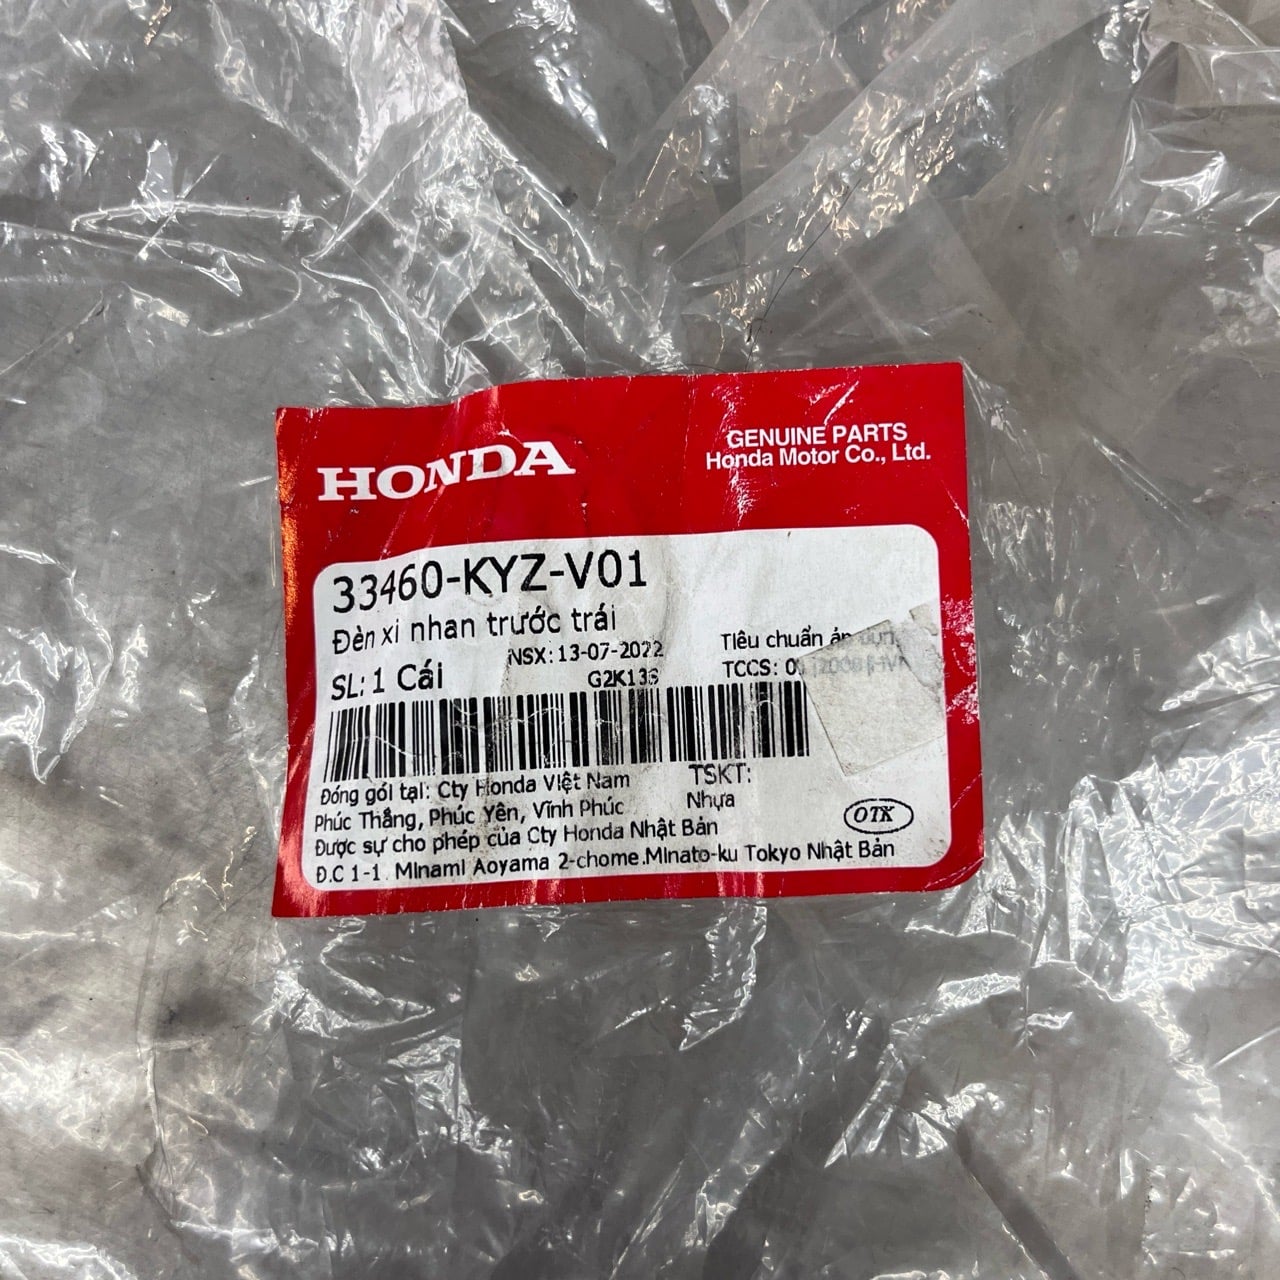 HONDA
GENUINE PARTS
Honda Motor Co., Ltd.
33460-KYZ-V01
Đèn xi nhan trước trái
NSX: 13-07-2022
Tiêu chuẩn áp
SL: 1 Cái
TCCS:
Đóng gói tại: Cty Honda Việt Nam
TSKT:
Phúc Thắng, Phúc Yên, Vĩnh Phúc
Nhựa
Được sự cho phép của Cty Honda Nhật Bản
OTK
Đ.C 1-1 Minami Aoyama 2-chome.Minato-ku Tokyo Nhật Bản